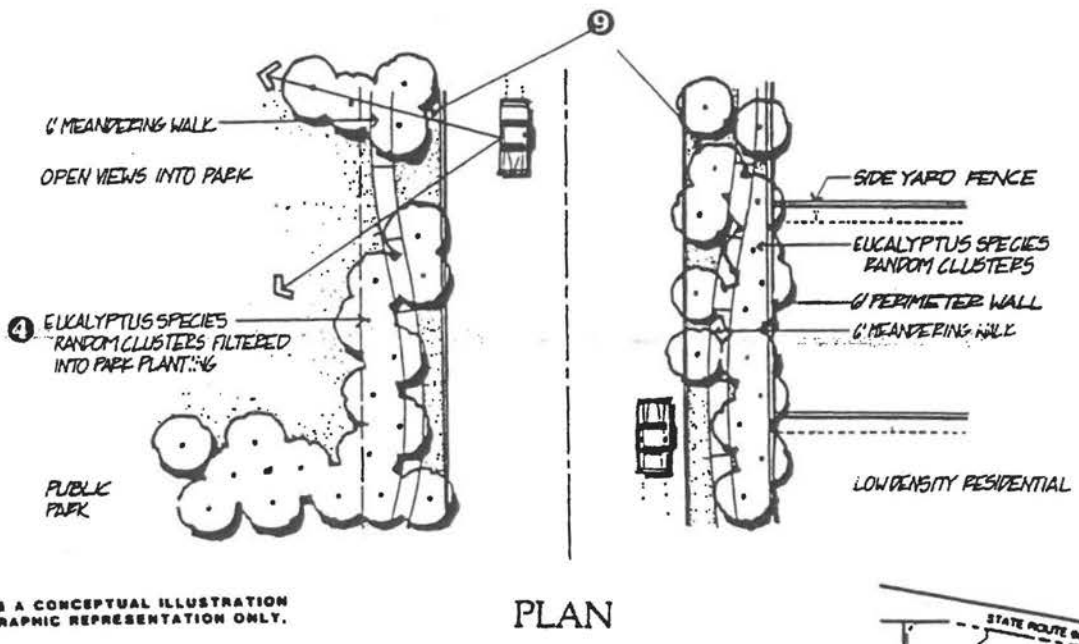 9
6' MEANDERING WALK
OPEN VIEWS INTO PARK
4 EUCALYPTUS SPECIES
RANDOM CLUSTERS FILTERED
INTO PARK PLANTING
PUBLIC
PARK
SIDE YARD FENCE
EUCALYPTUS SPECIES
RANDOM CLUSTERS
6' PERIMETER WALL
6' MEANDERING WALK
LOW DENSITY RESIDENTIAL
A CONCEPTUAL ILLUSTRATION
GRAPHIC REPRESENTATION ONLY.
PLAN
STATE ROUTE